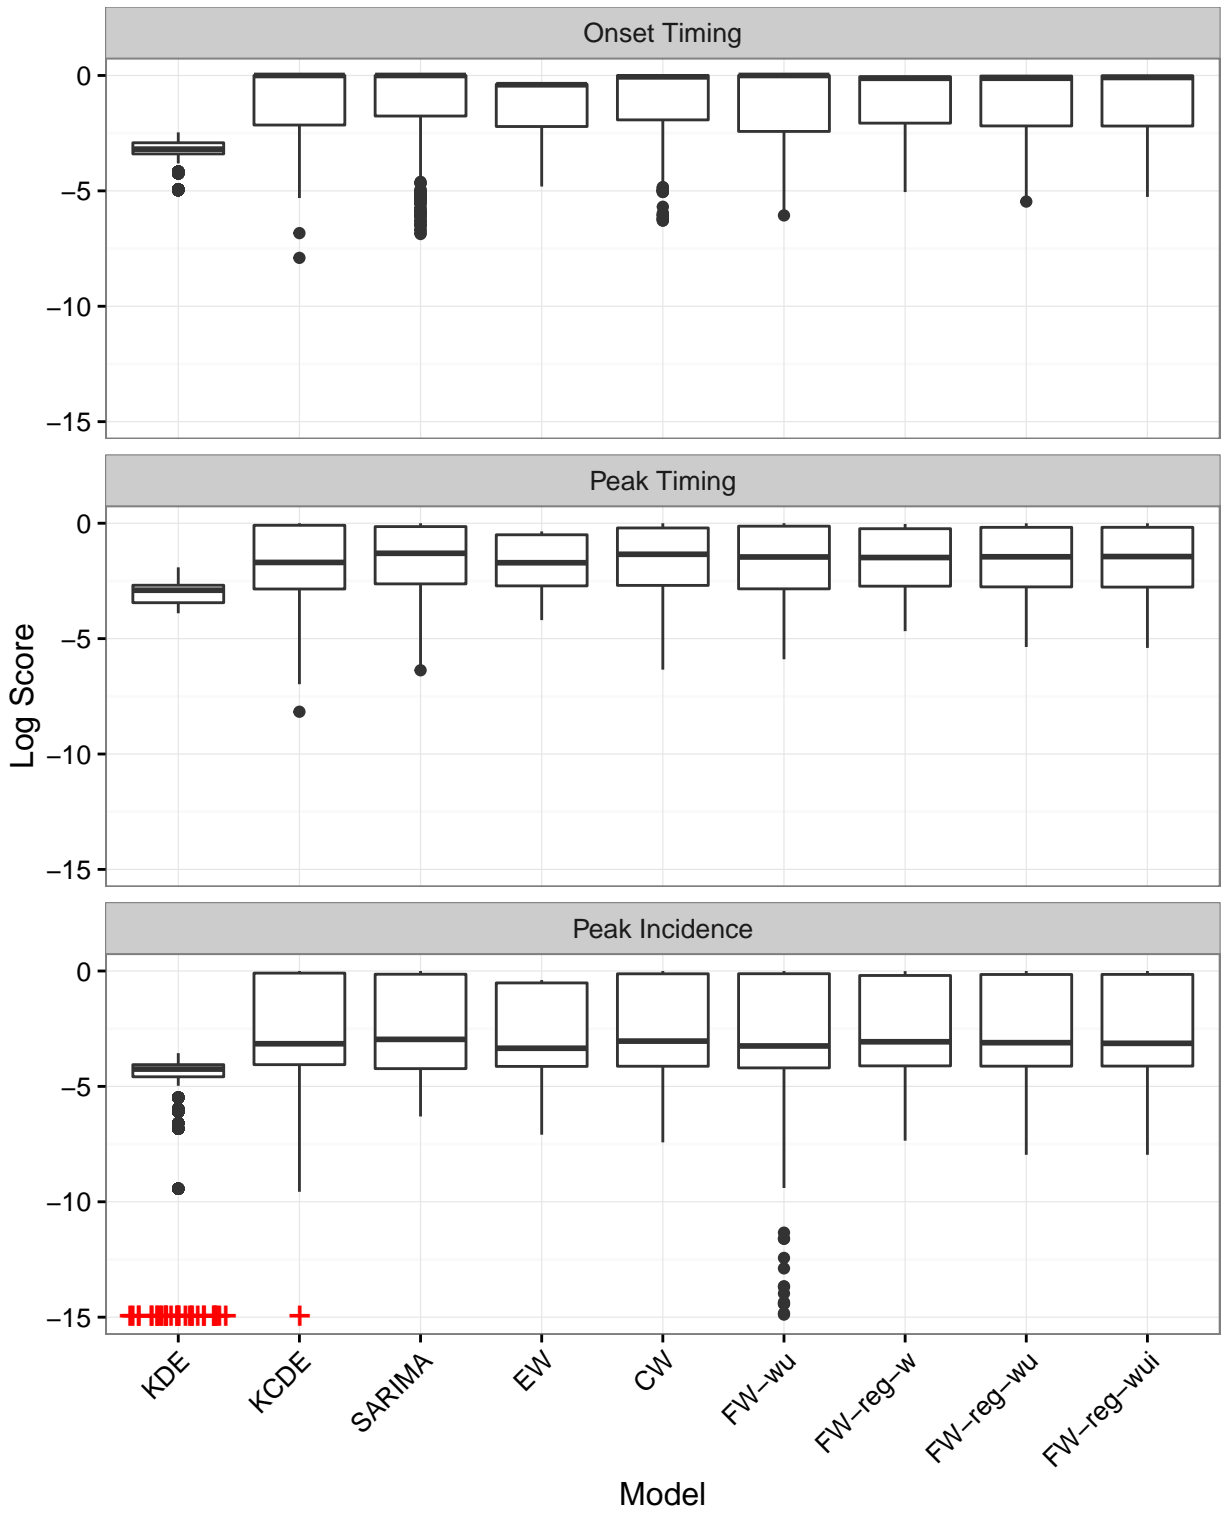 Onset Timing
0
−5
−10
−15
Peak Timing
0
−5
−10
−15
Peak Incidence
0
−5
−10
−15
Log Score
KDE
KCDE
SARIMA
EW
CW
FW−wu
FW−reg−w
FW−reg−wu
FW−reg−wui
Model